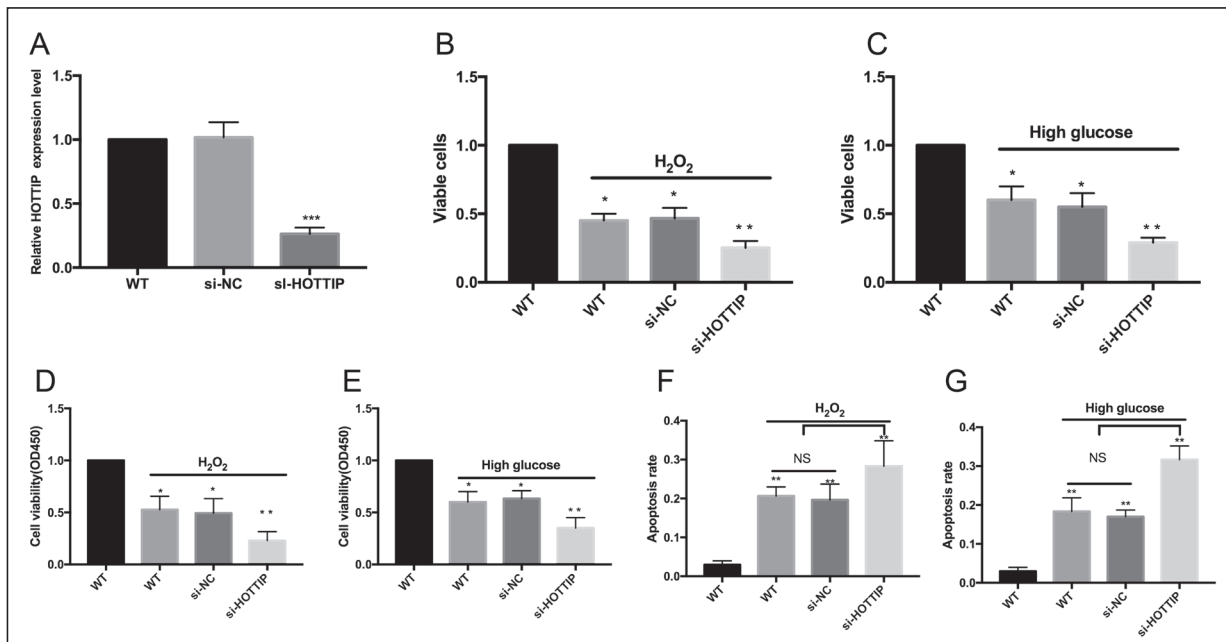 A
Relative HOTTIP expression level
1.5
1.0
0.5
0.0
***
WT
si-NC
sI-HOTTIP
B
Viable cells
1.5
1.0
0.5
0.0
H₂O₂
*
*
* *
WT
WT
si-NC
si-HOTTIP
C
Viable cells
1.5
1.0
0.5
0.0
High glucose
*
*
* *
WT
WT
si-NC
si-HOTTIP
D
Cell viability(OD450)
1.5
1.0
0.5
0.0
H₂O₂
*
*
* *
WT
WT
si-NC
si-HOTTIP
E
Cell viability(OD450)
1.5
1.0
0.5
0.0
High glucose
*
*
* *
WT
WT
si-NC
si-HOTTIP
F
Apoptosis rate
0.4
0.3
0.2
0.1
0.0
H₂O₂
NS
**
**
**
WT
WT
si-NC
si-HOTTIP
G
Apoptosis rate
0.4
0.3
0.2
0.1
0.0
High glucose
NS
**
**
**
WT
WT
si-NC
si-HOTTIP